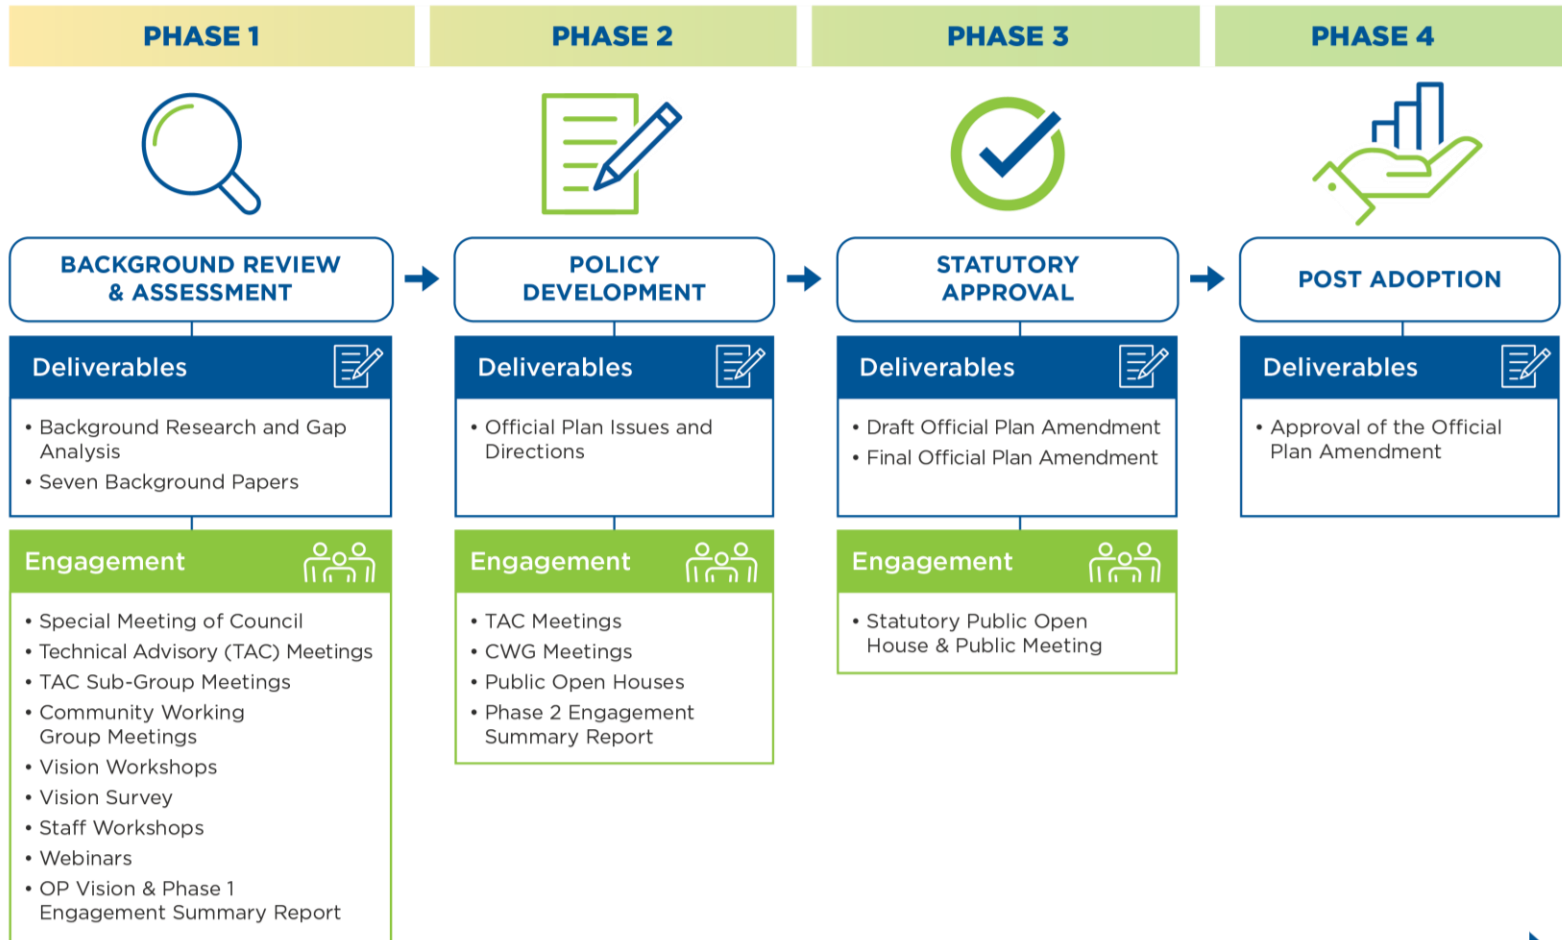 PHASE 1
PHASE 2
PHASE 3
PHASE 4
BACKGROUND REVIEW
& ASSESSMENT
POLICY
DEVELOPMENT
STATUTORY
APPROVAL
POST ADOPTION
Deliverables
• Background Research and Gap
Analysis
• Seven Background Papers
Deliverables
• Official Plan Issues and
Directions
Deliverables
• Draft Official Plan Amendment
• Final Official Plan Amendment
Deliverables
• Approval of the Official
Plan Amendment
Engagement
• Special Meeting of Council
• Technical Advisory (TAC) Meetings
• TAC Sub-Group Meetings
• Community Working
Group Meetings
• Vision Workshops
• Vision Survey
• Staff Workshops
• Webinars
• OP Vision & Phase 1
Engagement Summary Report
Engagement
• TAC Meetings
• CWG Meetings
• Public Open Houses
• Phase 2 Engagement
Summary Report
Engagement
• Statutory Public Open
House & Public Meeting